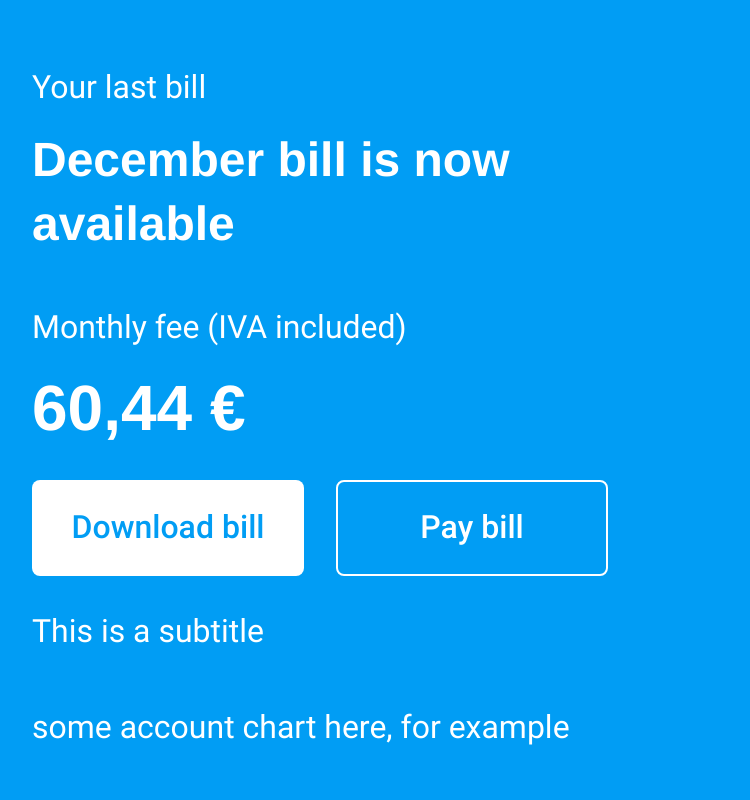 Your last bill
December bill is now
available
Monthly fee (IVA included)
60,44 €
Download bill
Pay bill
This is a subtitle
some account chart here, for example